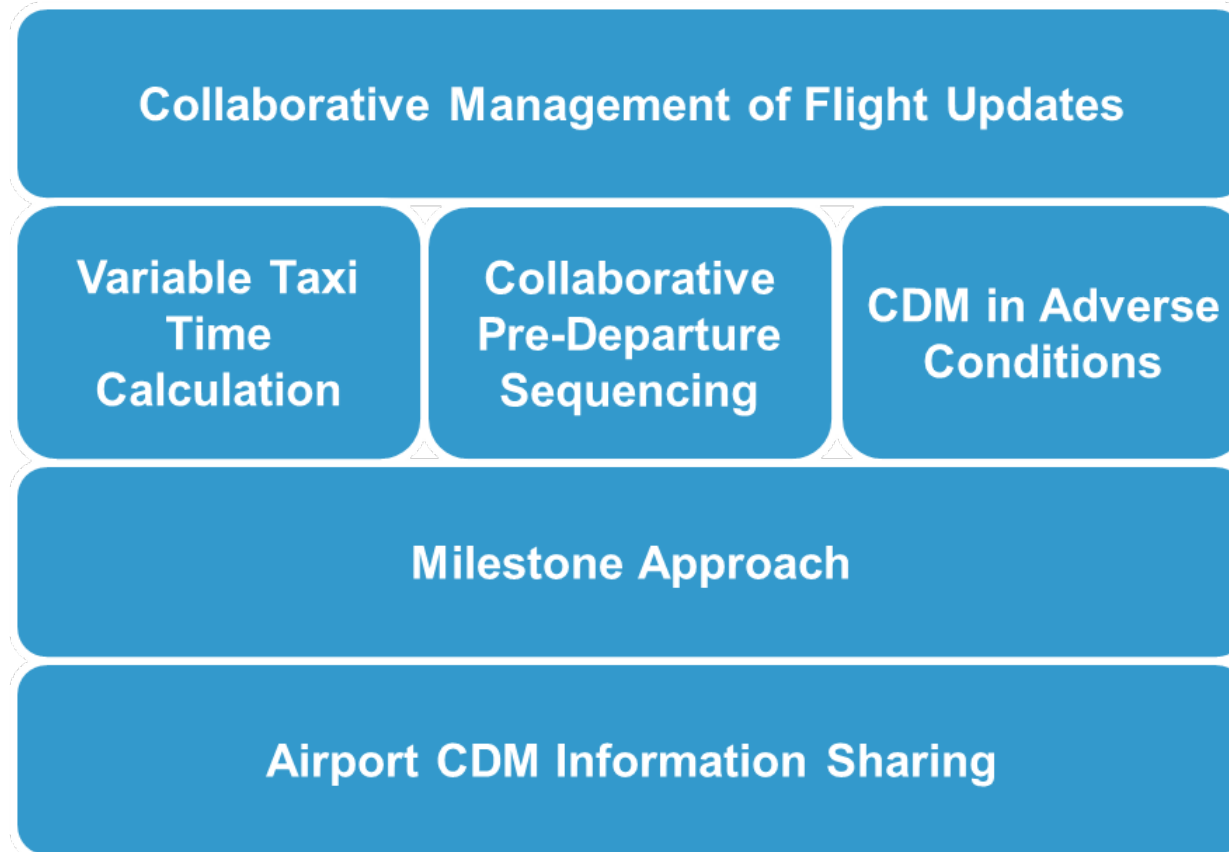 Collaborative Management of Flight Updates
Variable Taxi
Time
Calculation
Collaborative
Pre-Departure
Sequencing
CDM in Adverse
Conditions
Milestone Approach
Airport CDM Information Sharing